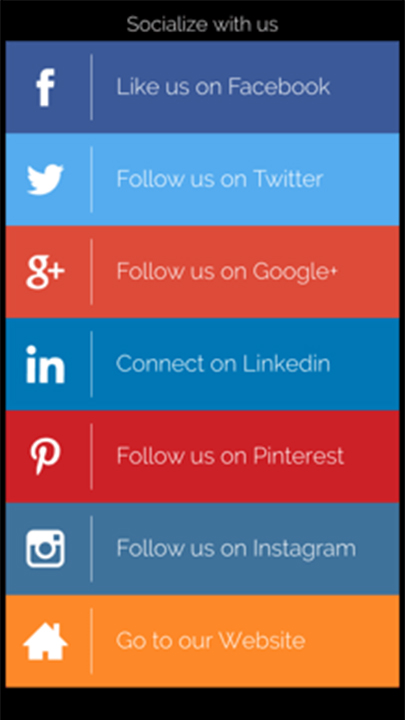 Socialize with us
f
Like us on Facebook
Follow us on Twitter
g+
Follow us on Google+
in
Connect on Linkedin
Follow us on Pinterest
Follow us on Instagram
Go to our Website